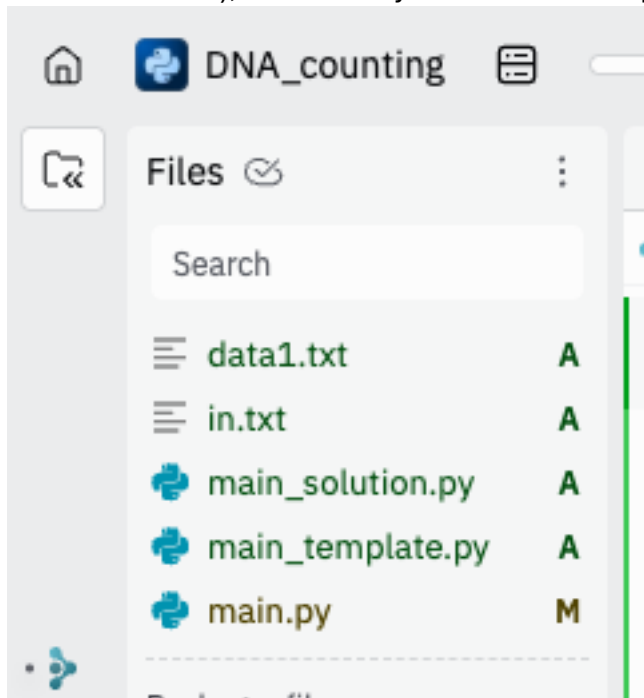 DNA_counting
Files
Search
data1.txt A
in.txt A
main_solution.py A
main_template.py A
main.py M